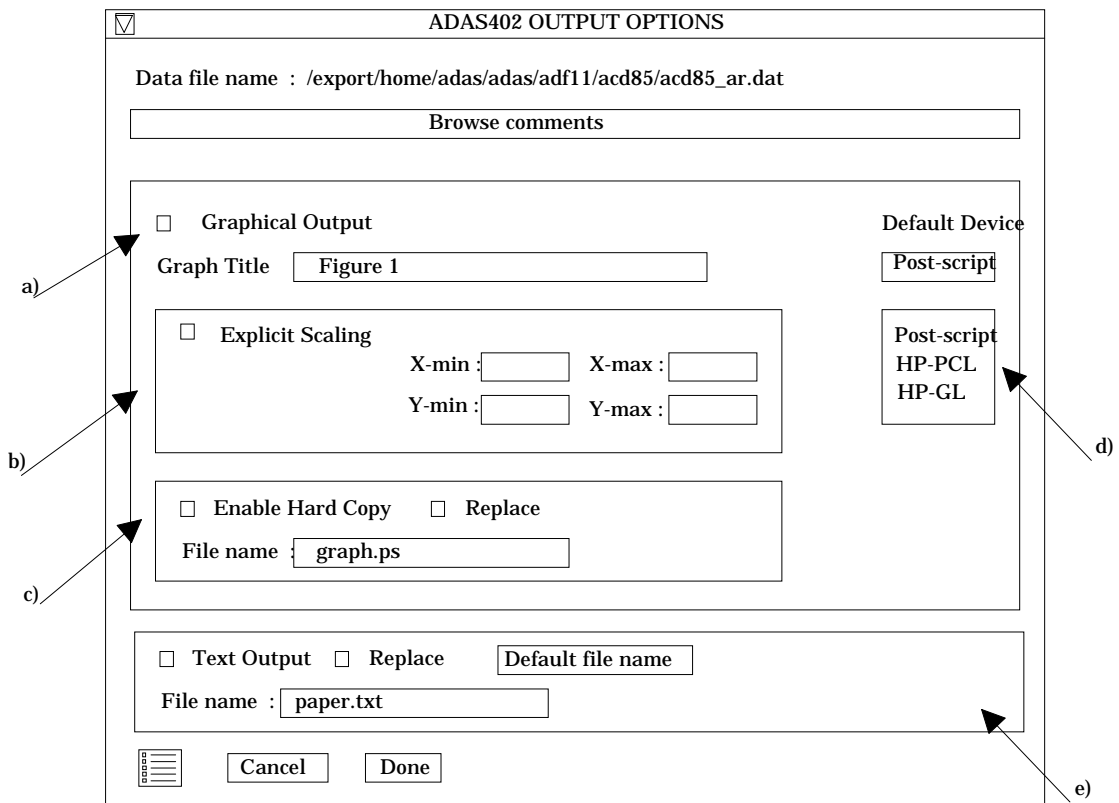 ADAS402 OUTPUT OPTIONS
Data file name : /export/home/adas/adas/adf11/acd85/acd85_ar.dat
Browse comments
Graphical Output
Default Device
a)
Graph Title Figure 1
Post-script
Explicit Scaling
X-min : X-max :
Y-min : Y-max :
Post-script
HP-PCL
HP-GL
b)
d)
Enable Hard Copy Replace
File name : graph.ps
c)
Text Output Replace Default file name
File name : paper.txt
Cancel Done
e)